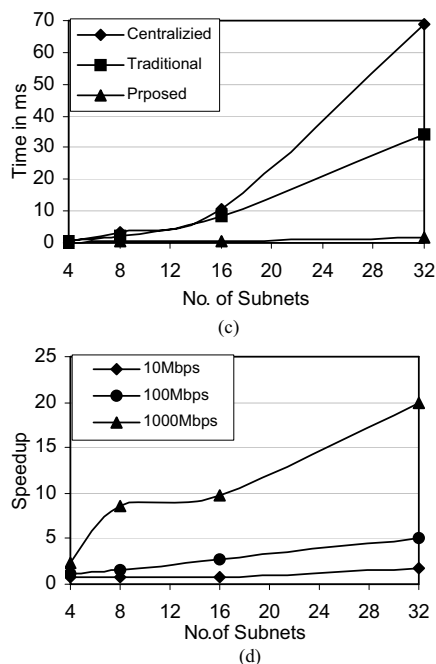 70
60
50
40
30
20
10
0
Time in ms
Centralizied
Traditional
Prposed
4 8 12 16 20 24 28 32
No. of Subnets
(c)
25
20
15
10
5
0
Speedup
10Mbps
100Mbps
1000Mbps
4 8 12 16 20 24 28 32
No.of Subnets
(d)